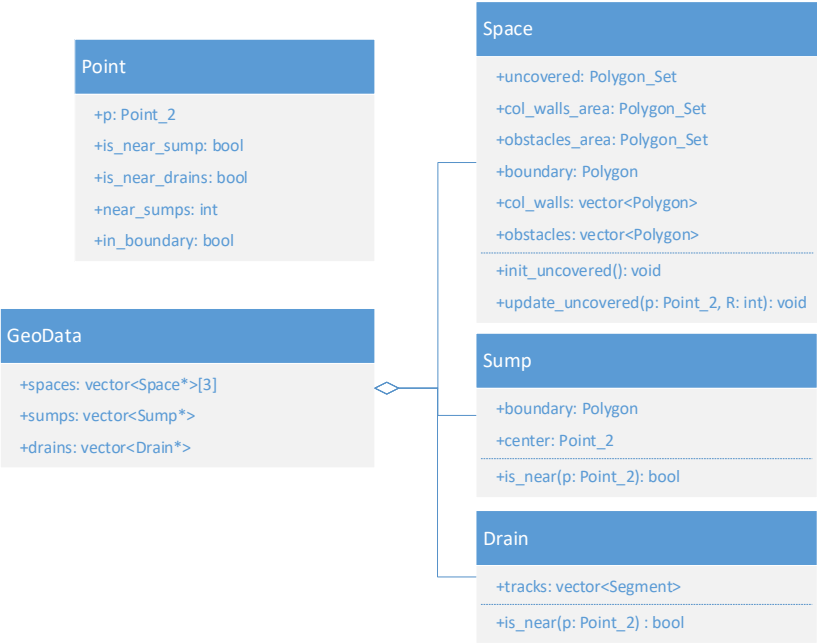 Point
+p: Point_2
+is_near_sump: bool
+is_near_drains: bool
+near_sumps: int
+in_boundary: bool
GeoData
+spaces: vector<Space*>[3]
+sumps: vector<Sump*>
+drains: vector<Drain*>
Space
+uncovered: Polygon_Set
+col_walls_area: Polygon_Set
+obstacles_area: Polygon_Set
+boundary: Polygon
+col_walls: vector<Polygon>
+obstacles: vector<Polygon>
+init_uncovered(): void
+update_uncovered(p: Point_2, R: int): void
Sump
+boundary: Polygon
+center: Point_2
+is_near(p: Point_2): bool
Drain
+tracks: vector<Segment>
+is_near(p: Point_2) : bool